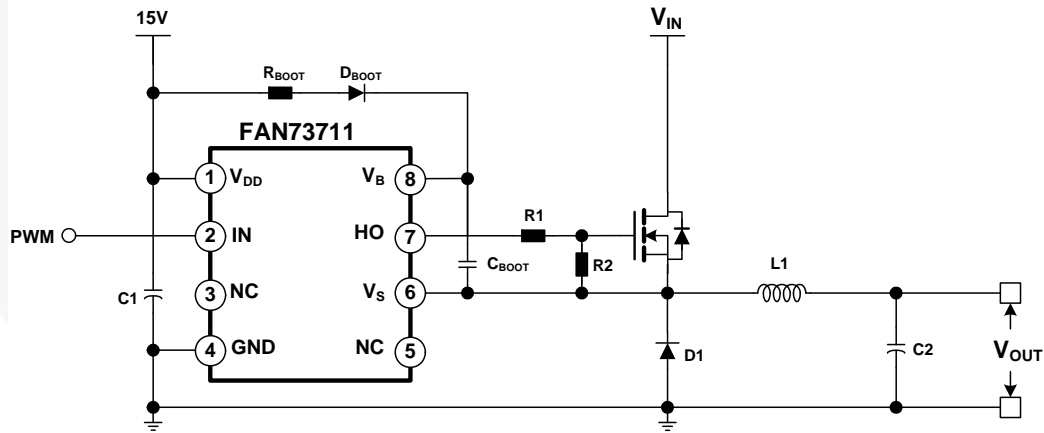 15V
V_IN
R_BOOT D_BOOT
FAN73711
1 V_DD V_B 8
PWM 2 IN HO 7 R1
R2
C_BOOT
L1
C1 3 NC V_S 6
4 GND NC 5
D1 C2 V_OUT